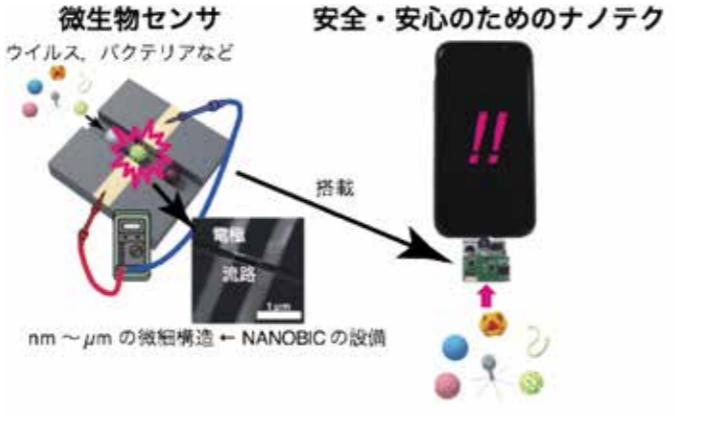 微生物センサ
ウイルス，バクテリアなど
安全・安心のためのナノテク
!!
搭載
電極
流路
1μm
nm ～ μm の微細構造 ← NANOBIC の設備